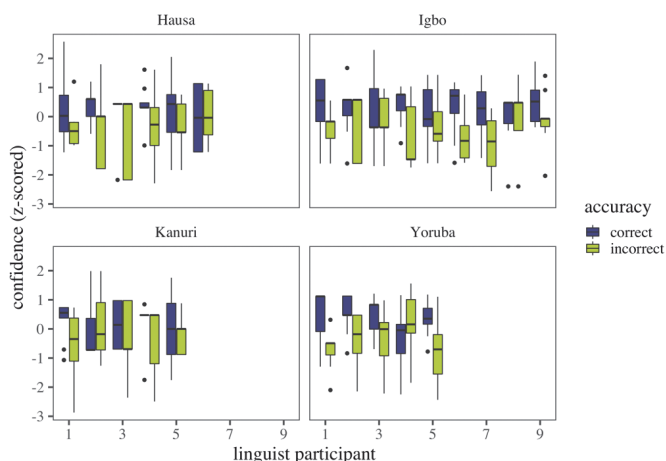 Hausa
Igbo
2
1
0
-1
-2
-3
Kanuri
Yoruba
2
1
0
-1
-2
-3
1
3
5
7
9
1
3
5
7
9
confidence (z-scored)
linguist participant
accuracy
correct
incorrect